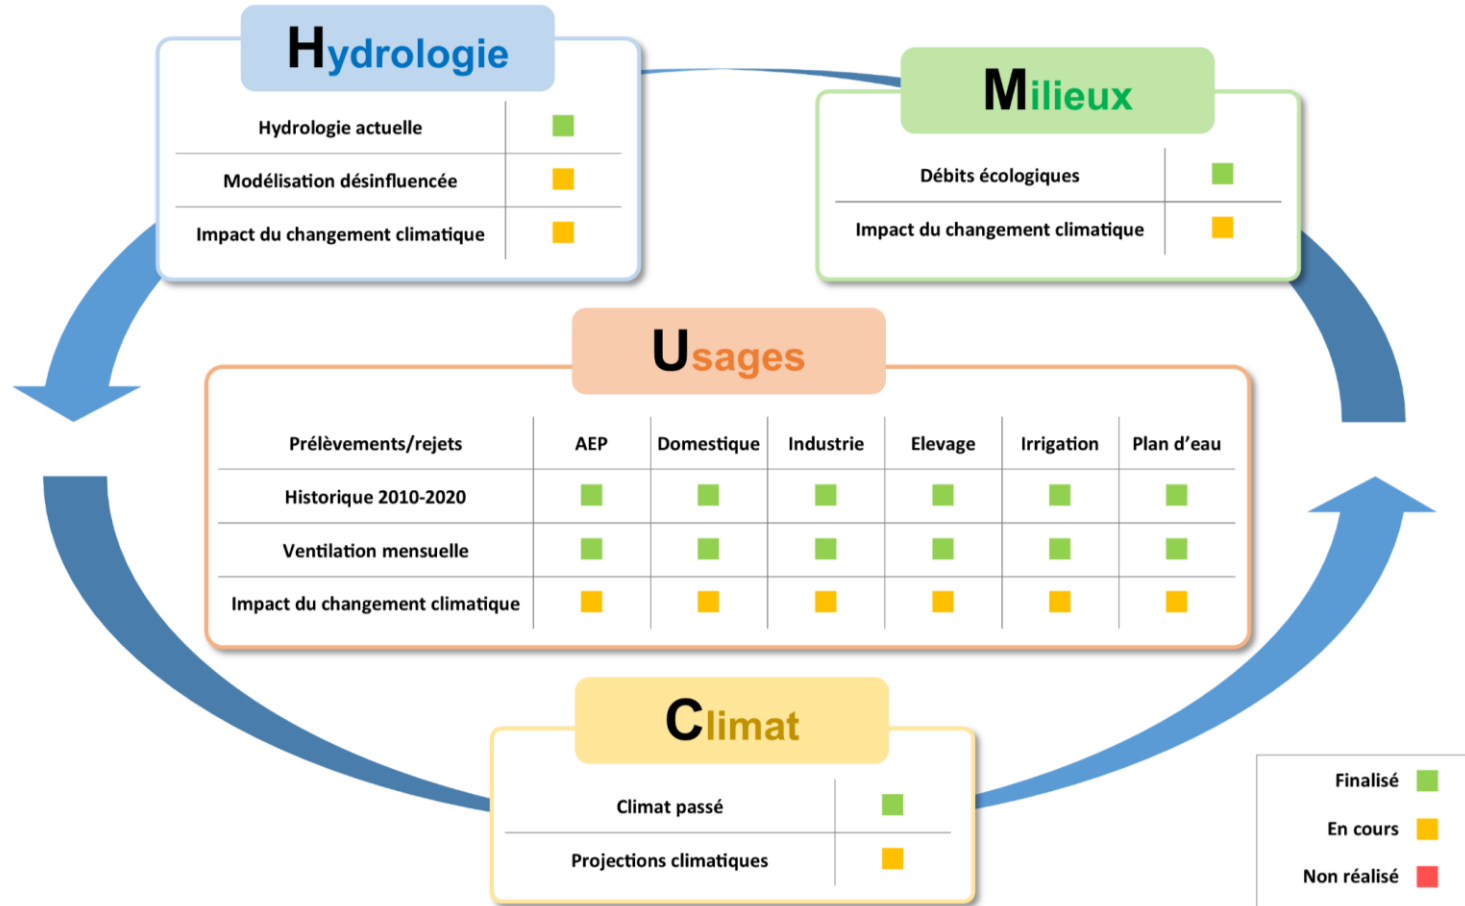 Hydrologie
Hydrologie actuelle
Modélisation désinfluencée
Impact du changement climatique
Milieux
Débits écologiques
Impact du changement climatique
Usages
Prélèvements/rejets AEP Domestique Industrie Elevage Irrigation Plan d'eau
Historique 2010-2020
Ventilation mensuelle
Impact du changement climatique
Climat
Climat passé
Projections climatiques
Finalisé
En cours
Non réalisé